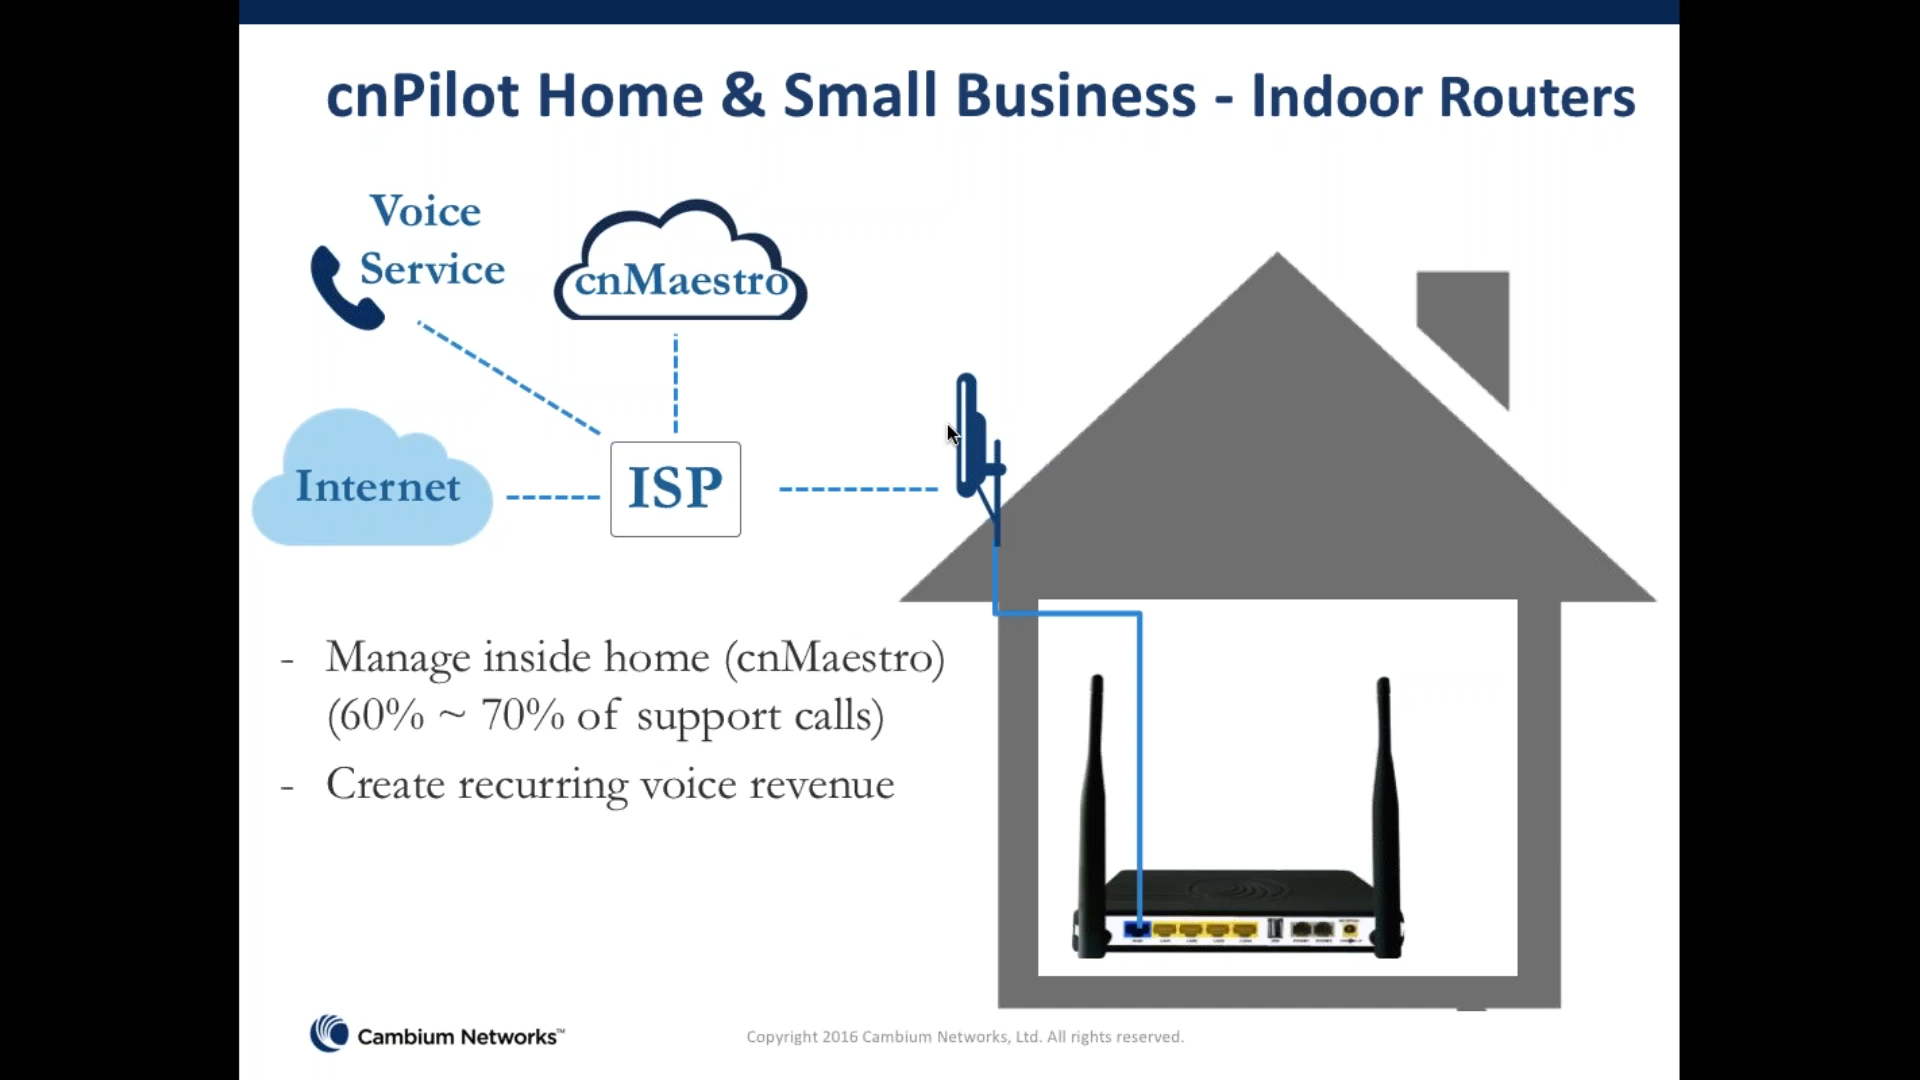 cnPilot Home & Small Business - Indoor Routers
Voice
Service
cnMaestro
Internet
ISP
- Manage inside home (cnMaestro)
(60% ~ 70% of support calls)
- Create recurring voice revenue
Cambium Networks™
Copyright 2016 Cambium Networks, Ltd. All rights reserved.